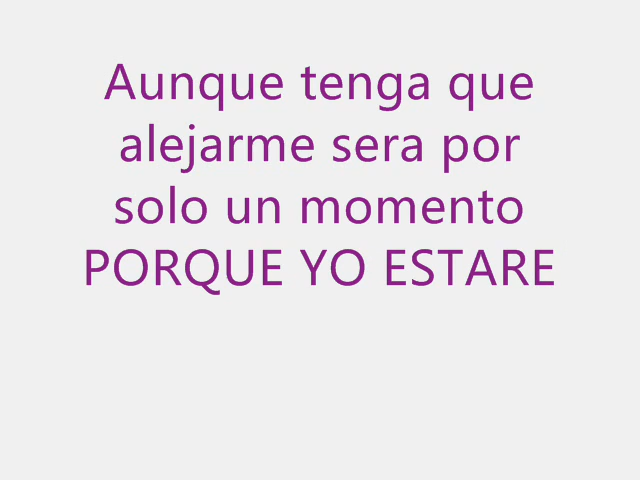 Aunque tenga que
alejarme sera por
solo un momento
PORQUE YO ESTARE